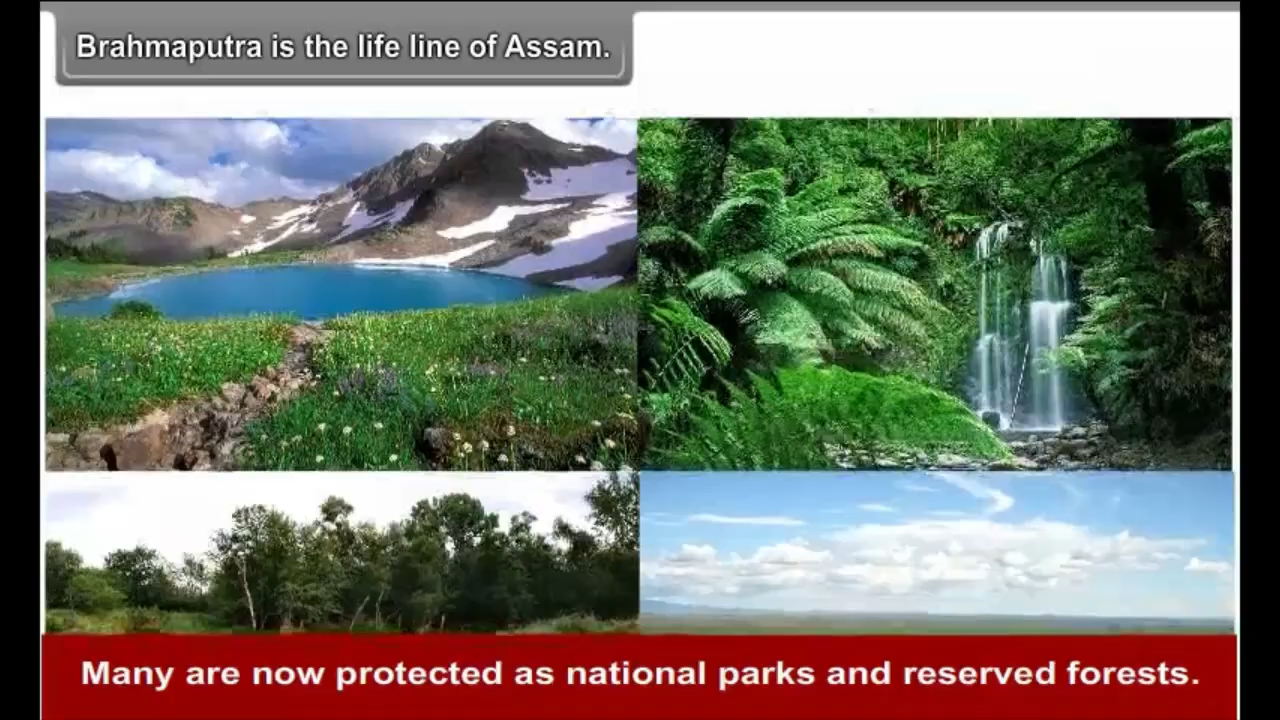 Brahmaputra is the life line of Assam.
Many are now protected as national parks and reserved forests.